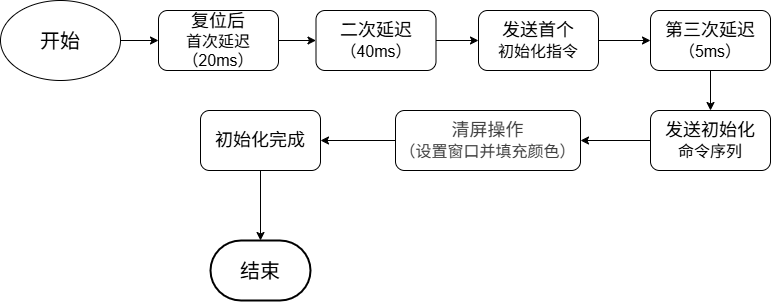 开始
复位后
首次延迟
（20ms）
二次延迟
（40ms）
发送首个
初始化指令
第三次延迟
（5ms）
发送初始化
命令序列
清屏操作
（设置窗口并填充颜色）
初始化完成
结束